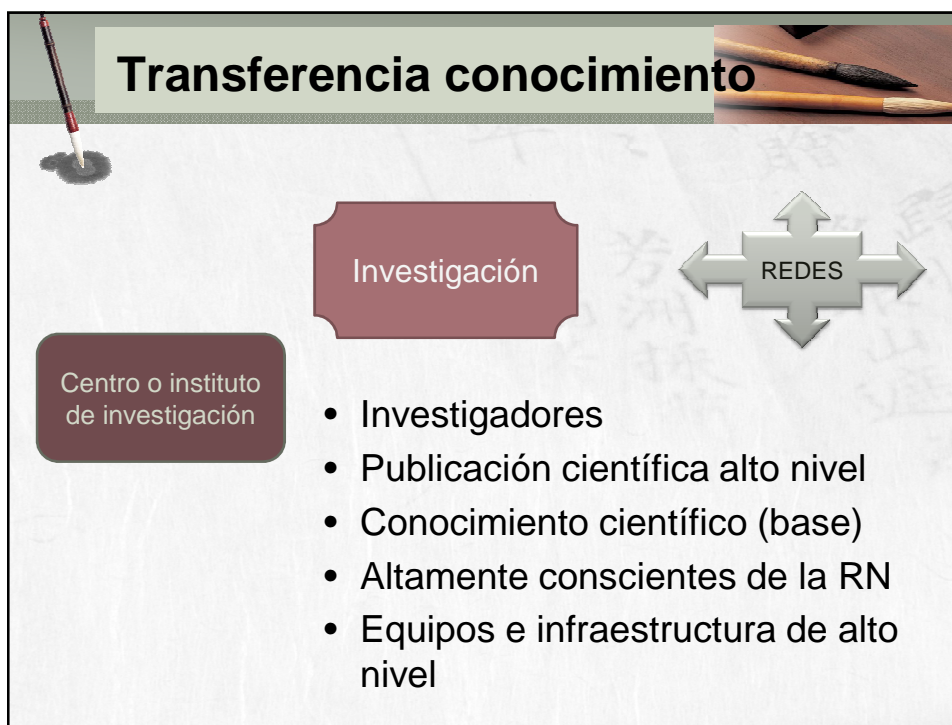 Transferencia conocimiento
Investigación
REDES
Centro o instituto
de investigación
• Investigadores
• Publicación científica alto nivel
• Conocimiento científico (base)
• Altamente conscientes de la RN
• Equipos e infraestructura de alto
nivel